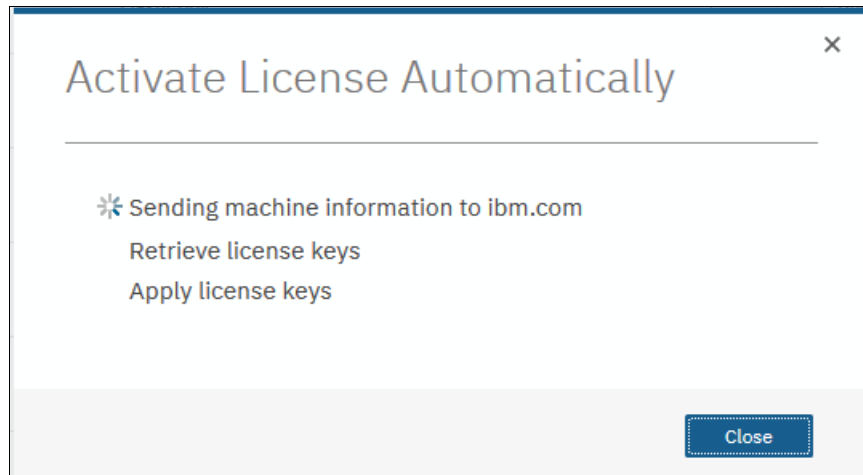 Activate License Automatically
Sending machine information to ibm.com
Retrieve license keys
Apply license keys
Close